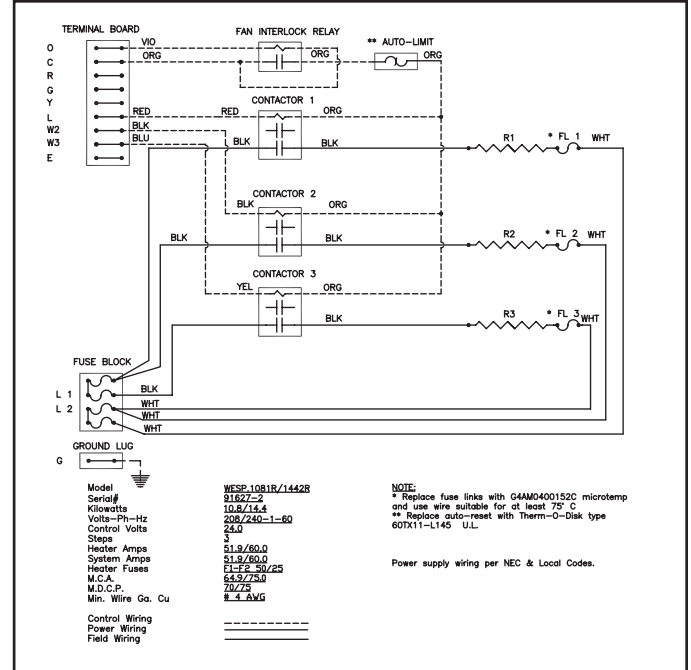 TERMINAL BOARD
FAN INTERLOCK RELAY
** AUTO-LIMIT
O
VIO
C
ORG
ORG
ORG
R
G
Y
CONTACTOR 1
L
RED
RED
ORG
W2
BLK
W3
BLU
BLK
BLK
R1
* FL 1
WHT
E
CONTACTOR 2
BLK
ORG
BLK
BLK
R2
* FL 2
WHT
CONTACTOR 3
YEL
ORG
BLK
R3
* FL 3
WHT
FUSE BLOCK
L 1
BLK
L 2
WHT
WHT
WHT
GROUND LUG
G
Model WESP.1081R/1442R
Serial# 91627-2
Kilowatts 10.8/14.4
Volts-Ph-Hz 208/240-1-60
Control Volts 24.0
Steps 3
Heater Amps 51.9/60.0
System Amps 51.9/60.0
Heater Fuses F1-F2 50/25
M.C.A. 64.9/75.0
M.D.C.P. 70/75
Min. Wlire Ga. Cu # 4 AWG
Control Wiring
Power Wiring
Field Wiring
NOTE:
* Replace fuse links with G4AM0400152C microtemp
and use wire suitable for at least 75° C
** Replace auto-reset with Therm-O-Disk type
60TX11-L145 U.L.
Power supply wiring per NEC & Local Codes.